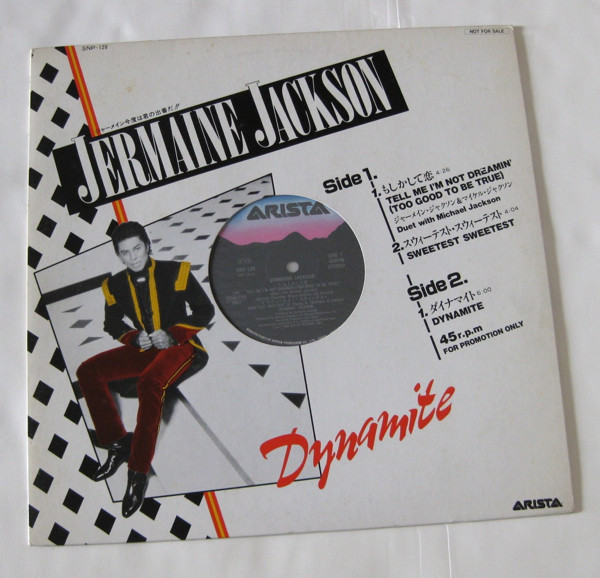 SNP-129
NOT FOR SALE
ジャーメイン今度は君の出番だ!!
JERMAINE JACKSON
Side 1.
1. もしかして恋 4:26
TELL ME I'M NOT DREAMIN'
(TOO GOOD TO BE TRUE)
ジャーメイン・ジャクソン&マイケル・ジャクソン
Duet with Michael Jackson
2. スウィーテスト・スウィーテスト 4:04
SWEETEST SWEETEST
Side 2.
1. ダイナマイト 6:00
DYNAMITE
45r.p.m
FOR PROMOTION ONLY
ARISTA
JERMAINE JACKSON
Dynamite
ARISTA